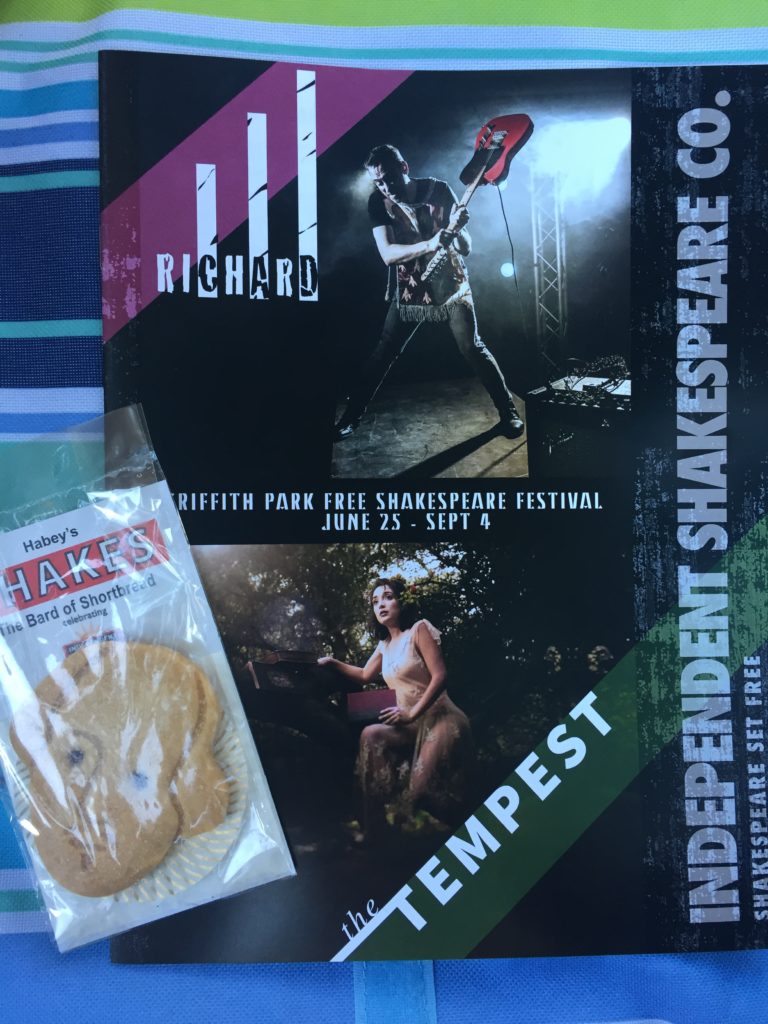 III
RICHARD
GRIFFITH PARK FREE SHAKESPEARE FESTIVAL
JUNE 25 - SEPT 4
the TEMPEST
INDEPENDENT SHAKESPEARE CO.
SHAKESPEARE SET FREE
Habey's
HAKES
The Bard of Shortbread
celebrating